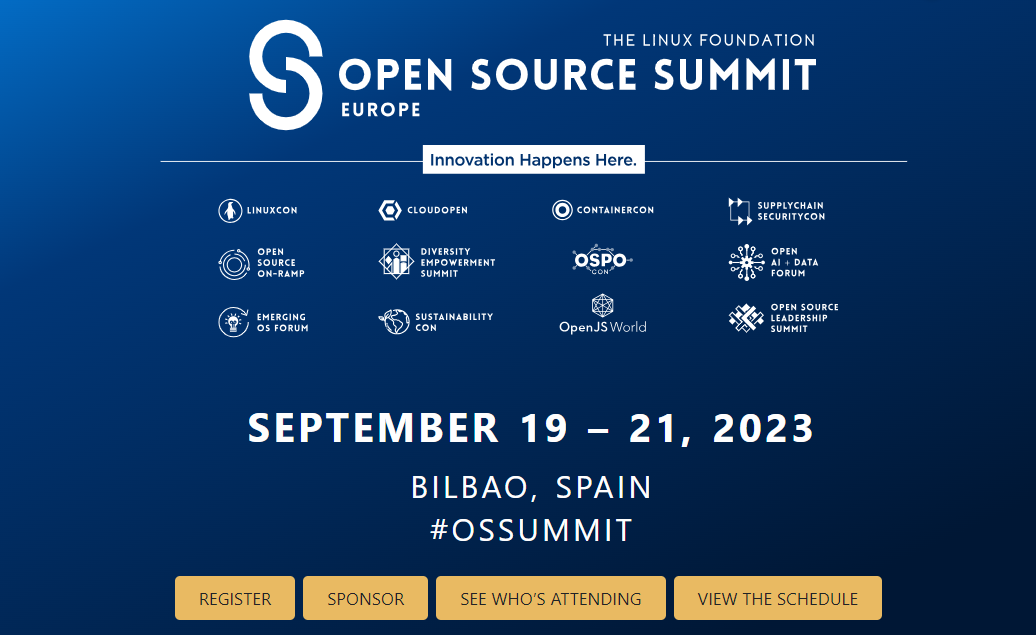 THE LINUX FOUNDATION
OPEN SOURCE SUMMIT
EUROPE
Innovation Happens Here.
LINUXCON
CLOUDOPEN
CONTAINERCON
SUPPLYCHAIN
SECURITYCON
OPEN
SOURCE
ON-RAMP
DIVERSITY
EMPOWERMENT
SUMMIT
OSPO
CON
OPEN
AI + DATA
FORUM
EMERGING
OS FORUM
SUSTAINABILITY
CON
OpenJS World
OPEN SOURCE
LEADERSHIP
SUMMIT
SEPTEMBER 19 – 21, 2023
BILBAO, SPAIN
#OSSUMMIT
REGISTER
SPONSOR
SEE WHO'S ATTENDING
VIEW THE SCHEDULE